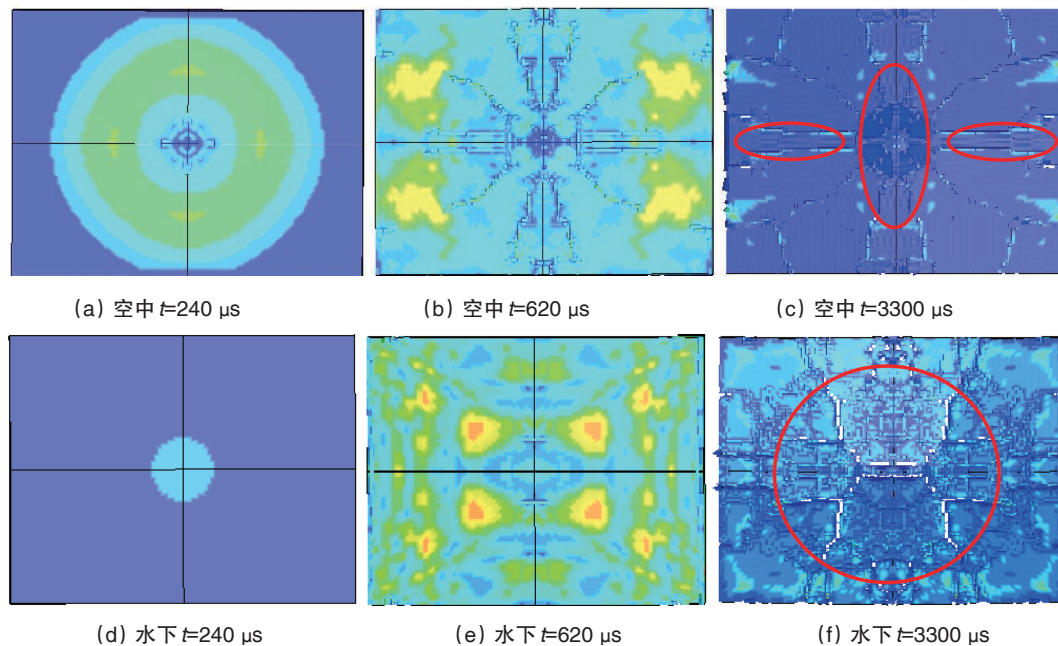 (a) 空中 t=240 μs
(b) 空中 t=620 μs
(c) 空中 t=3300 μs
(d) 水下 t=240 μs
(e) 水下 t=620 μs
(f) 水下 t=3300 μs